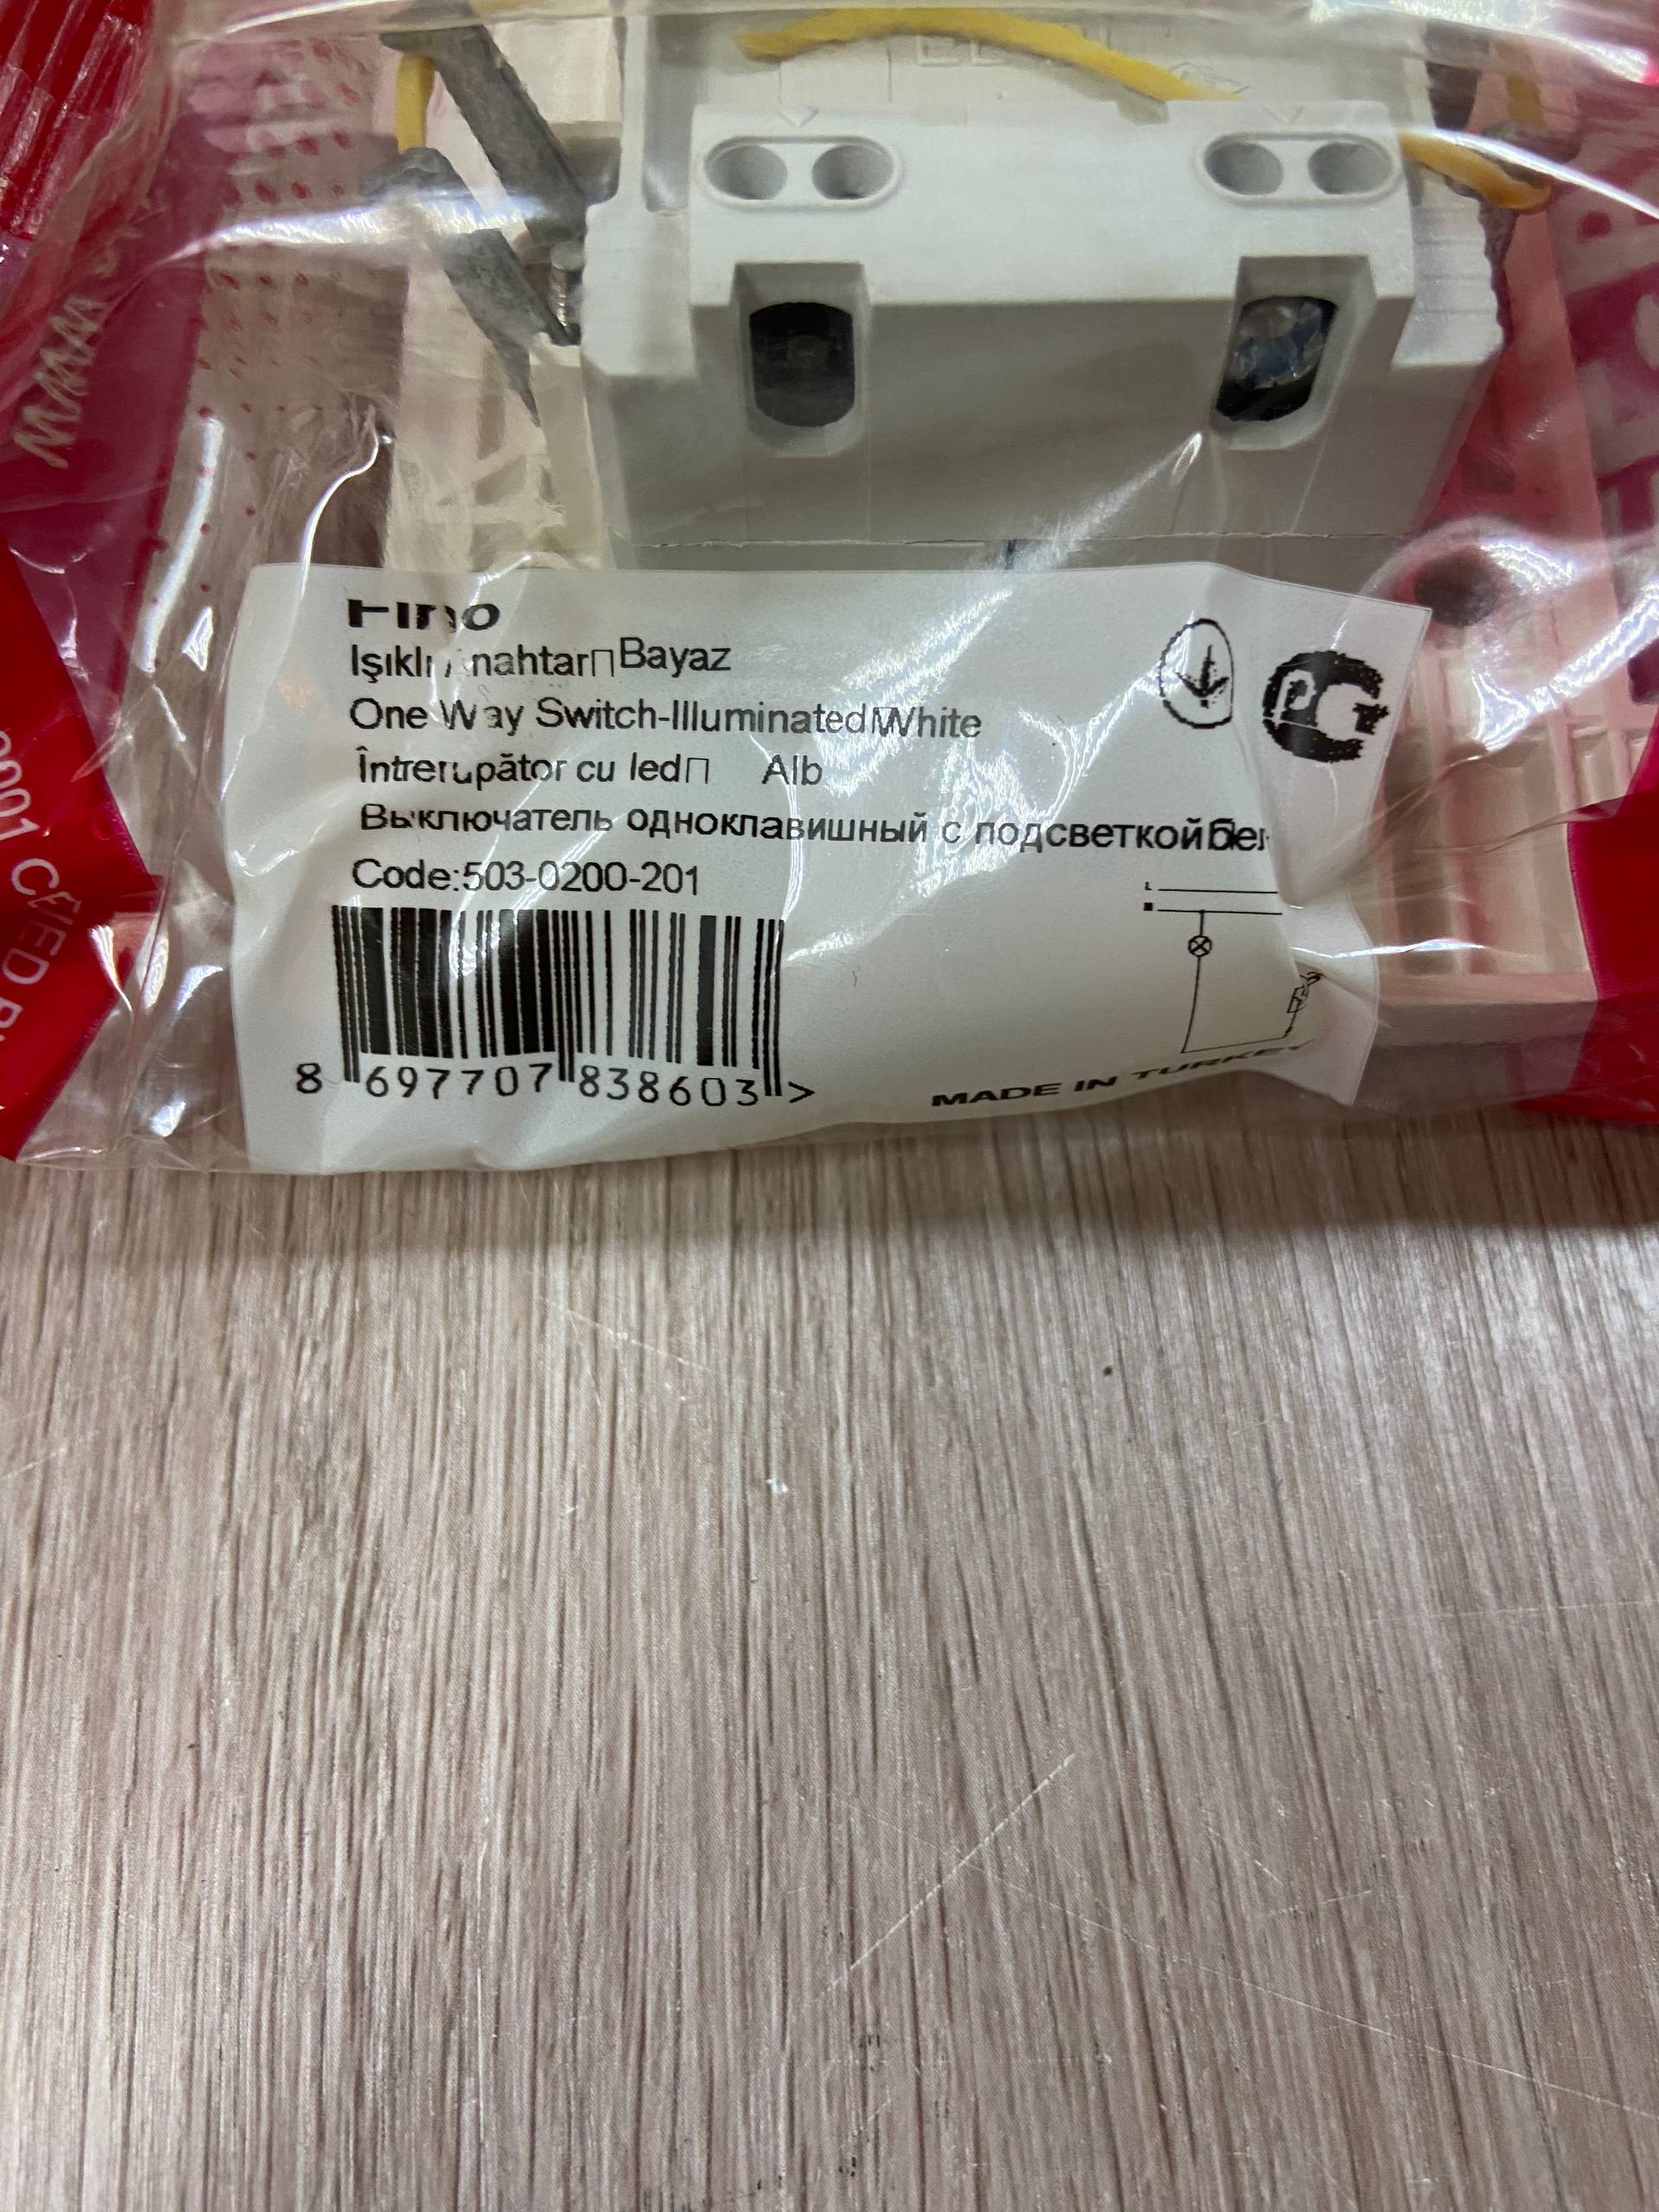 Fino
Işıklı Anahtar Bayaz
One Way Switch-Illuminated White
Întrerupător cu led Alb
Выключатель одноклавишный с подсветкой
Code:503-0200-201
8 697707 838603 >
MADE IN TURKEY
L
WWW